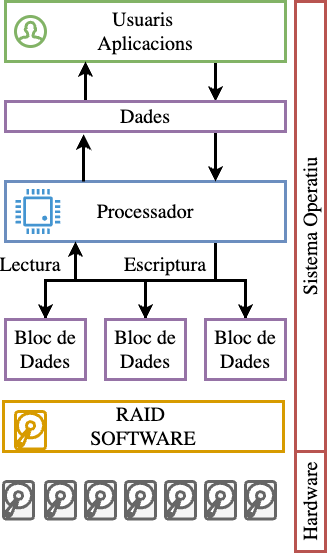 Usuaris
Aplicacions
Dades
Processador
Lectura
Escriptura
Bloc de
Dades
Bloc de
Dades
Bloc de
Dades
RAID
SOFTWARE
Sistema Operatiu
Hardware